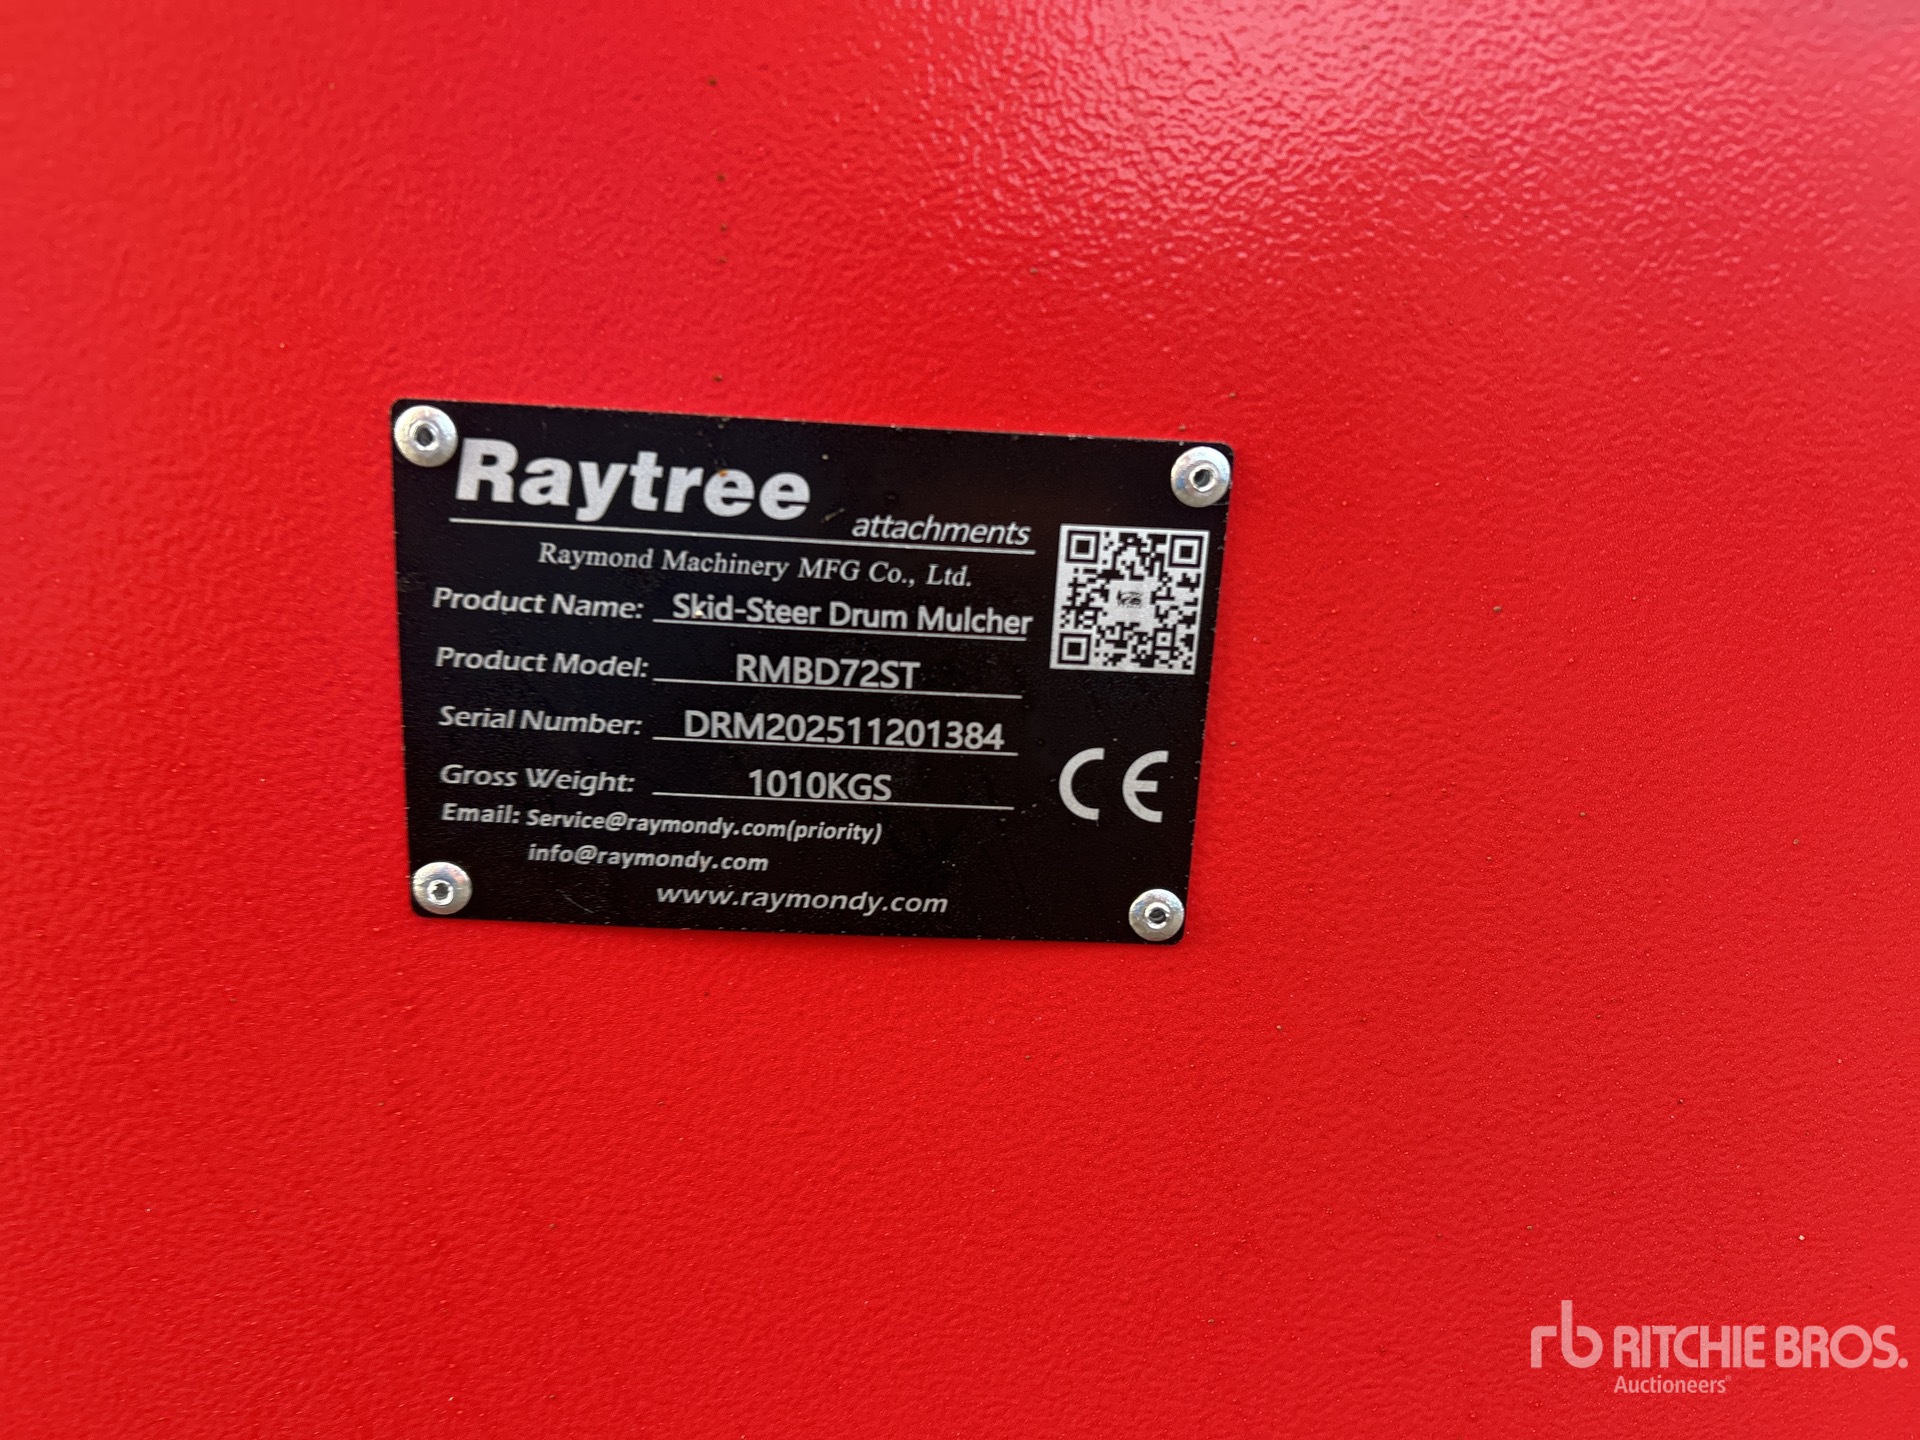 Raytree
attachments
Raymond Machinery MFG Co., Ltd.
Product Name: Skid-Steer Drum Mulcher
Product Model: RMBD72ST
Serial Number: DRM202511201384
Gross Weight: 1010KGS
CE
Email: Service@raymondy.com(priority)
info@raymondy.com
www.raymondy.com
rb RITCHIE BROS.
Auctioneers